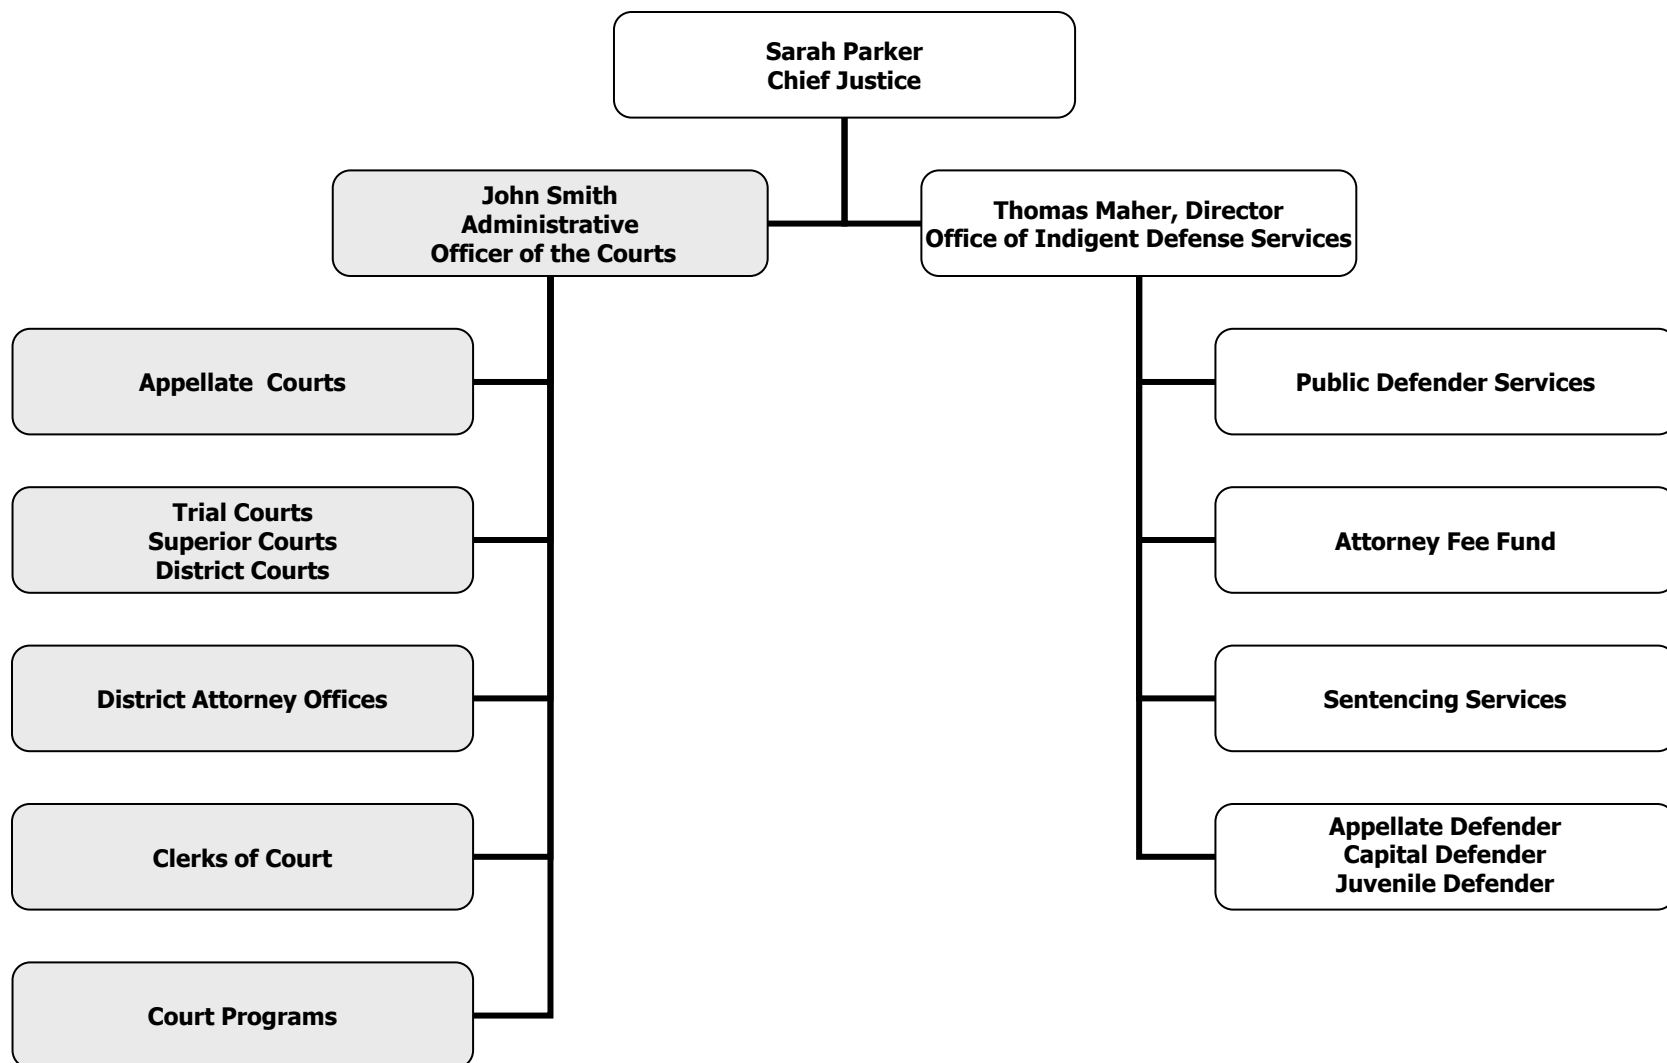 Sarah Parker
Chief Justice
John Smith
Administrative
Officer of the Courts
Thomas Maher, Director
Office of Indigent Defense Services
Appellate  Courts
Public Defender Services
Trial Courts
Superior Courts
District Courts
Attorney Fee Fund
District Attorney Offices
Sentencing Services
Clerks of Court
Appellate Defender
Capital Defender
Juvenile Defender
Court Programs